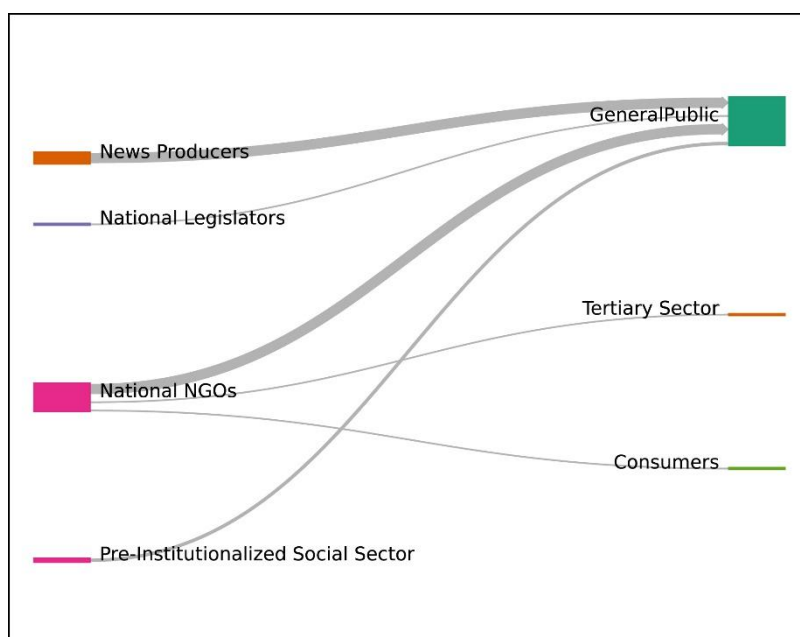 GeneralPublic
News Producers
National Legislators
Tertiary Sector
National NGOs
Consumers
Pre-Institutionalized Social Sector